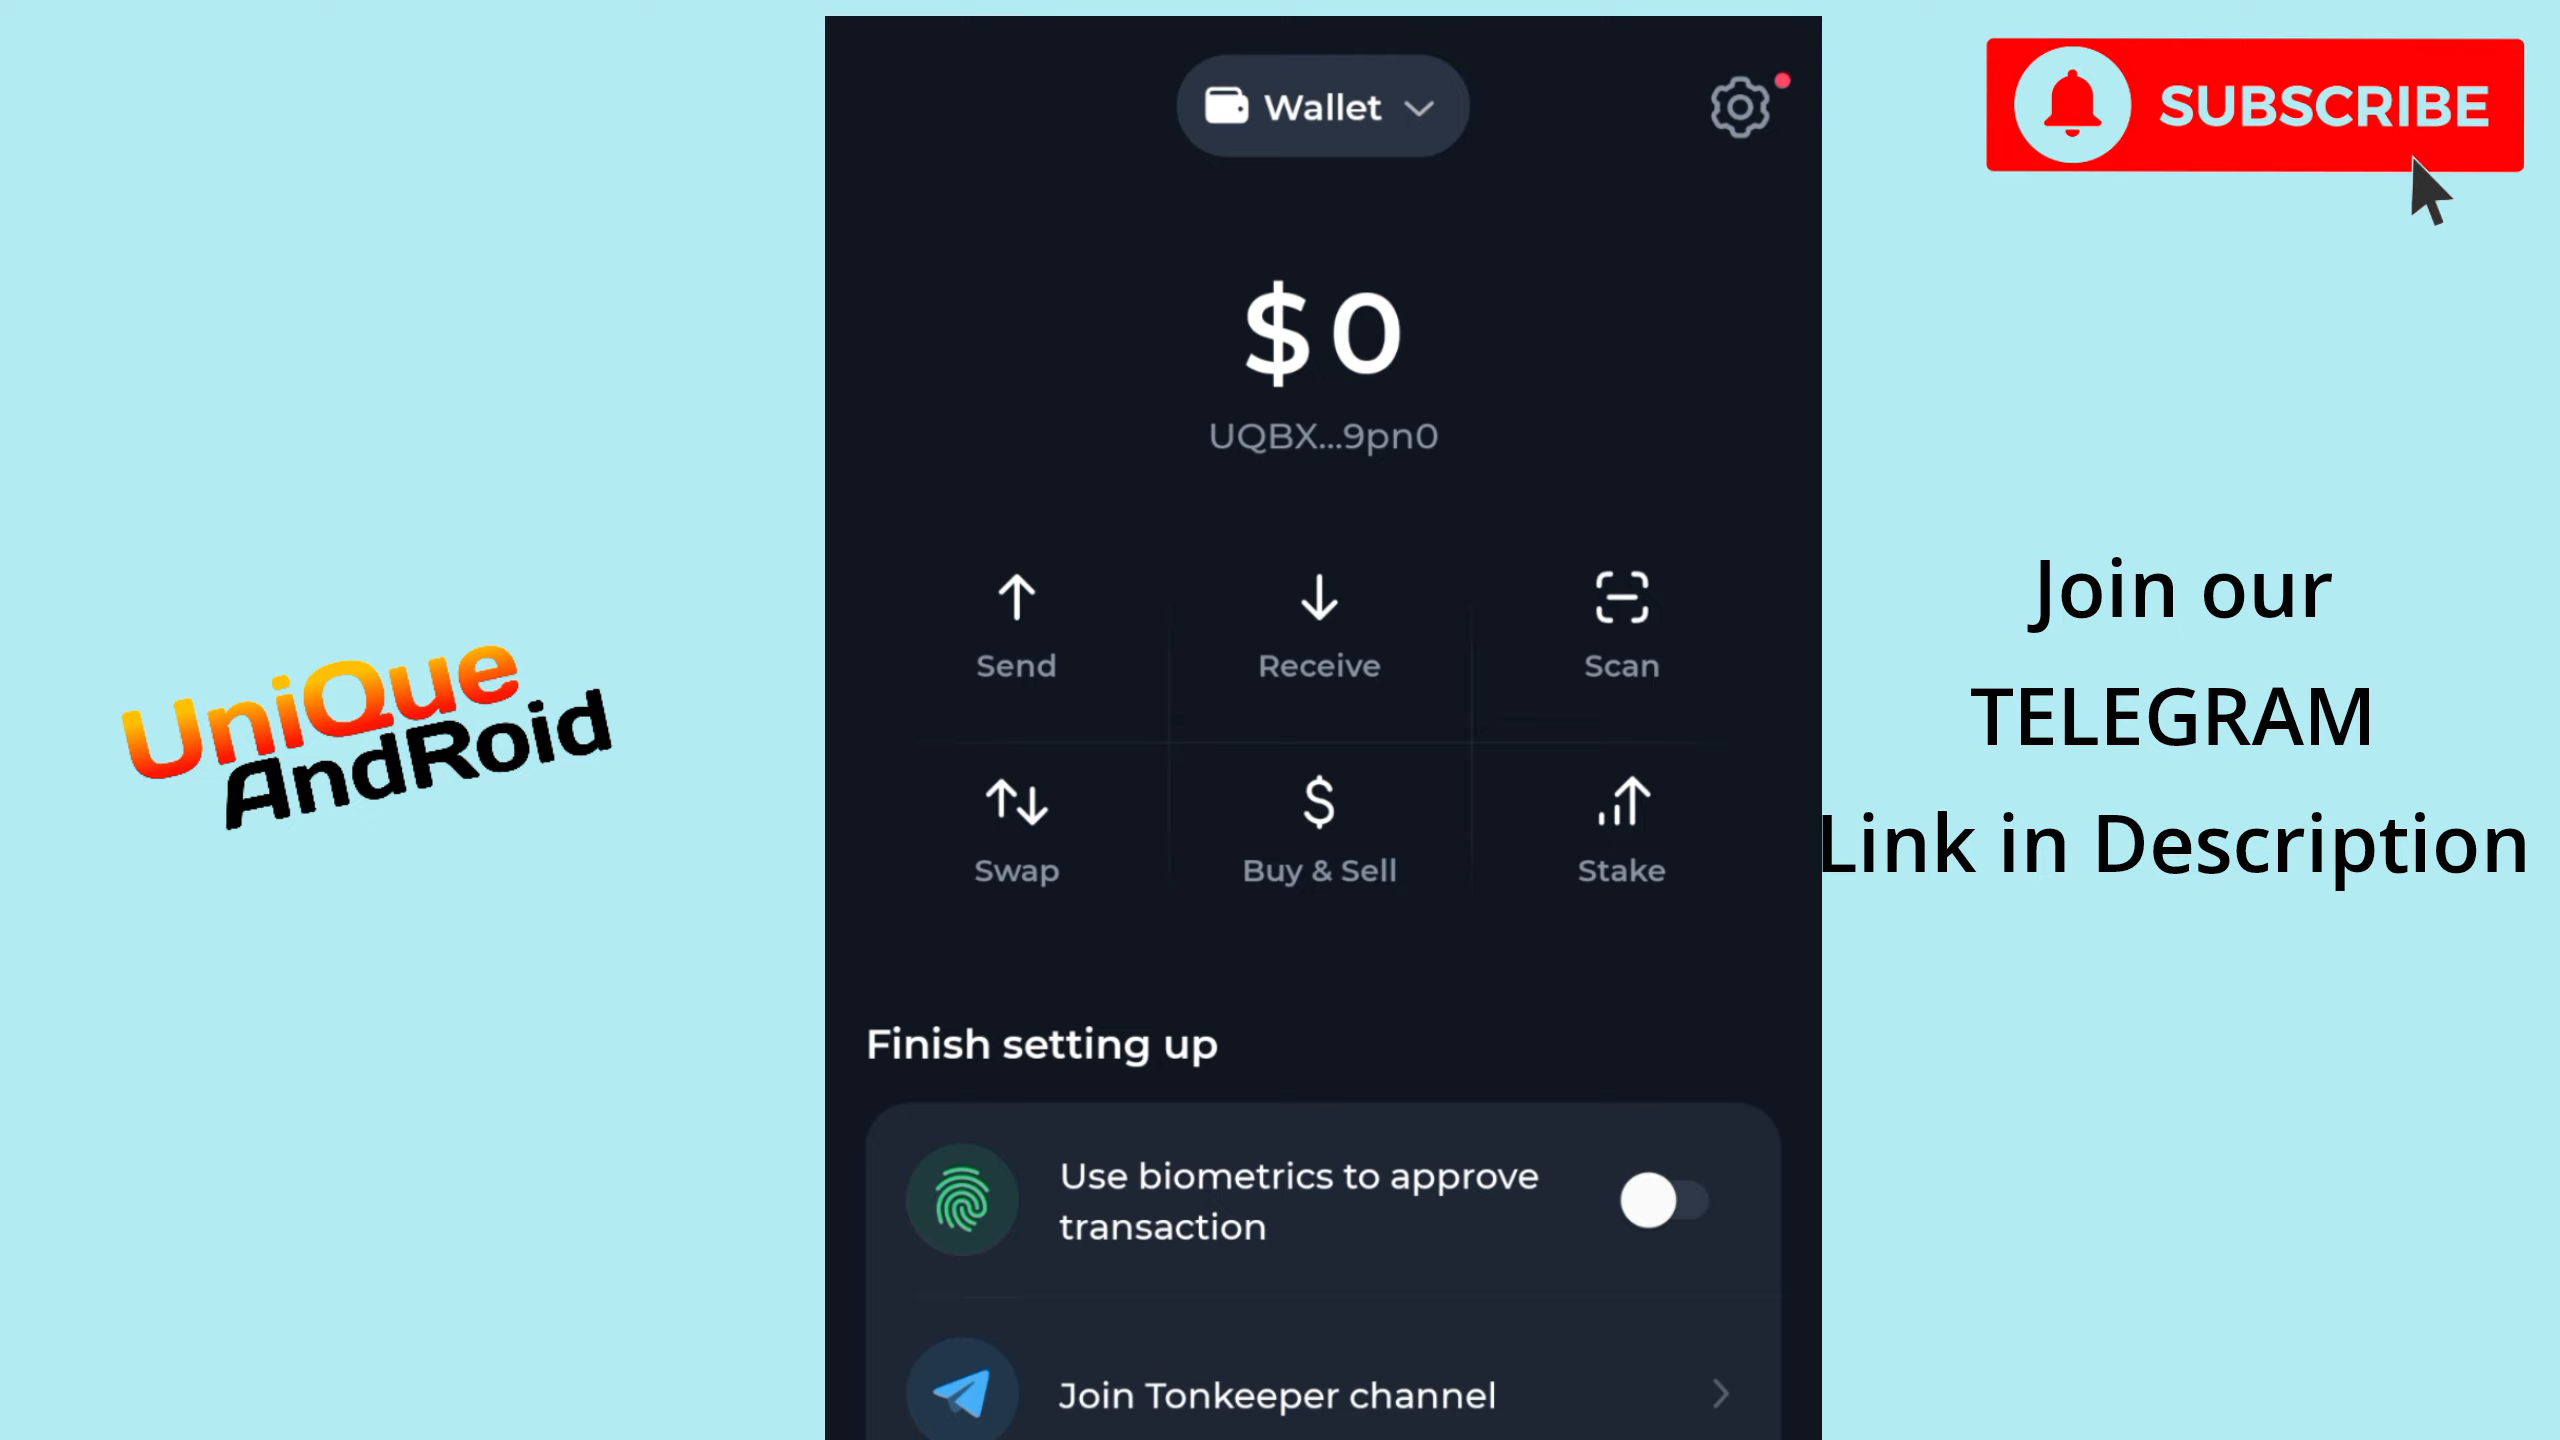 Wallet
SUBSCRIBE
$0
UQBX...9pn0
Send
Receive
Scan
Swap
Buy & Sell
Stake
Finish setting up
Use biometrics to approve
transaction
Join Tonkeeper channel
UniQue
AndRoid
Join our
TELEGRAM
Link in Description